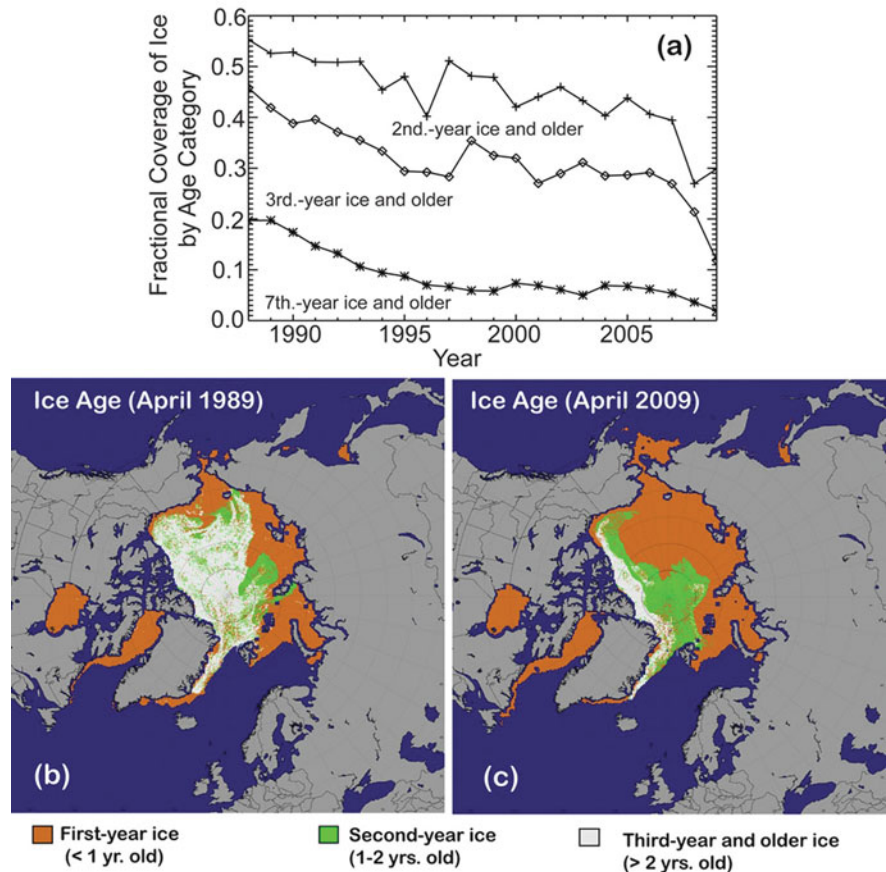 (a)
Fractional Coverage of Ice
by Age Category
0.6
0.5
0.4
0.3
0.2
0.1
0.0
2nd.-year ice and older
3rd.-year ice and older
7th.-year ice and older
1990
1995
2000
2005
Year
Ice Age (April 1989)
(b)
Ice Age (April 2009)
(c)
First-year ice
(< 1 yr. old)
Second-year ice
(1-2 yrs. old)
Third-year and older ice
(> 2 yrs. old)